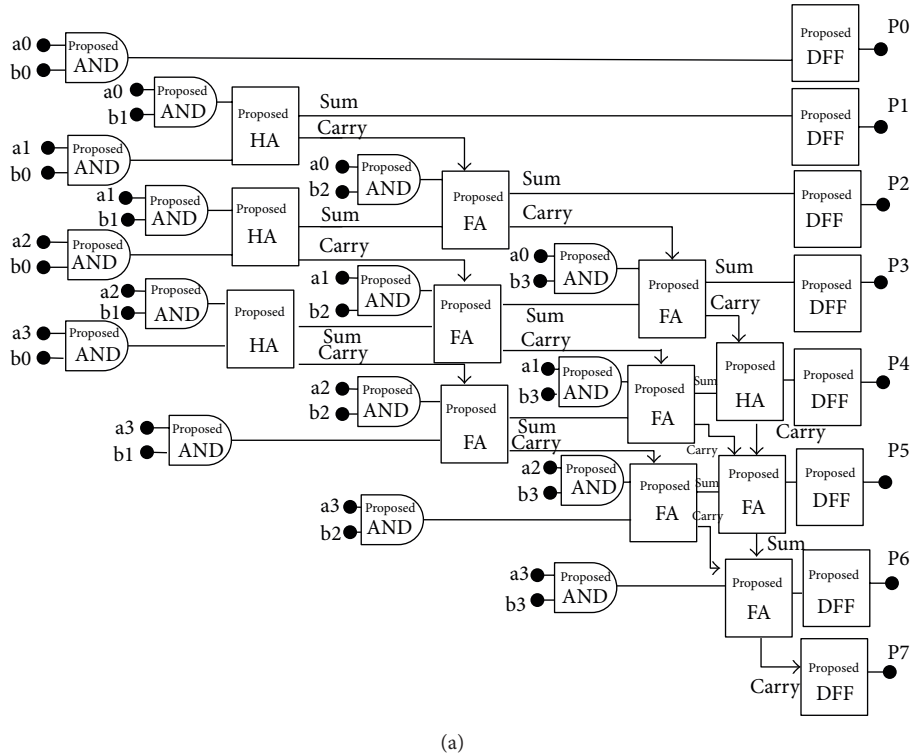 a0
b0
Proposed
AND
Proposed
DFF
P0
a0
b1
Proposed
AND
Proposed
HA
Sum
Carry
Proposed
DFF
P1
a1
b0
Proposed
AND
a0
b2
Proposed
AND
Proposed
FA
Sum
Carry
Proposed
DFF
P2
a1
b1
Proposed
AND
Proposed
HA
Sum
Carry
a2
b0
Proposed
AND
a0
b3
Proposed
AND
Proposed
FA
Sum
Carry
Proposed
DFF
P3
a2
b1
Proposed
AND
a1
b2
Proposed
AND
Proposed
FA
Sum
Carry
a3
b0
Proposed
AND
Proposed
HA
Sum
Carry
a1
b3
Proposed
AND
Proposed
FA
Sum
Carry
Proposed
HA
Carry
Proposed
DFF
P4
a2
b2
Proposed
AND
Proposed
FA
Sum
Carry
a3
b1
Proposed
AND
a2
b3
Proposed
AND
Proposed
FA
Sum
Carry
Proposed
FA
Sum
Proposed
DFF
P5
a3
b2
Proposed
AND
a3
b3
Proposed
AND
Proposed
FA
Carry
Proposed
DFF
P6
Proposed
DFF
P7
(a)